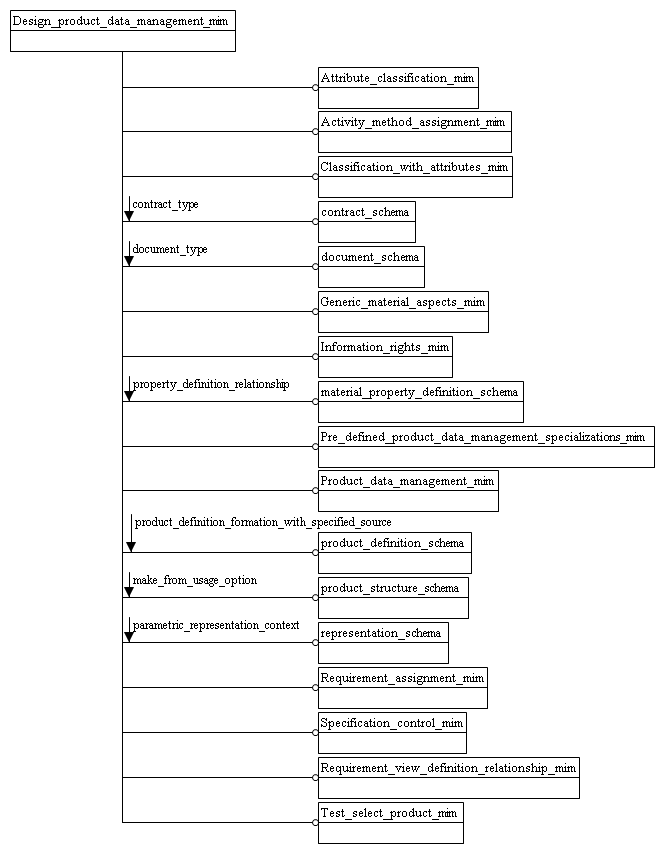 Design_product_data_management_mim
Attribute_classification_mim
Activity_method_assignment_mim
Classification_with_attributes_mim
contract_type
contract_schema
document_type
document_schema
Generic_material_aspects_mim
Information_rights_mim
property_definition_relationship
material_property_definition_schema
Pre_defined_product_data_management_specializations_mim
Product_data_management_mim
product_definition_formation_with_specified_source
product_definition_schema
make_from_usage_option
product_structure_schema
parametric_representation_context
representation_schema
Requirement_assignment_mim
Specification_control_mim
Requirement_view_definition_relationship_mim
Test_select_product_mim